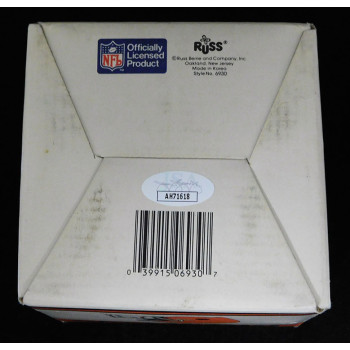 NFL
Officially
Licensed
Product
RUSS®
©Russ Berrie and Company, Inc.
Oakland, New Jersey
Made in Korea
Style No. 6930
AH71618
0 39915 06930 7